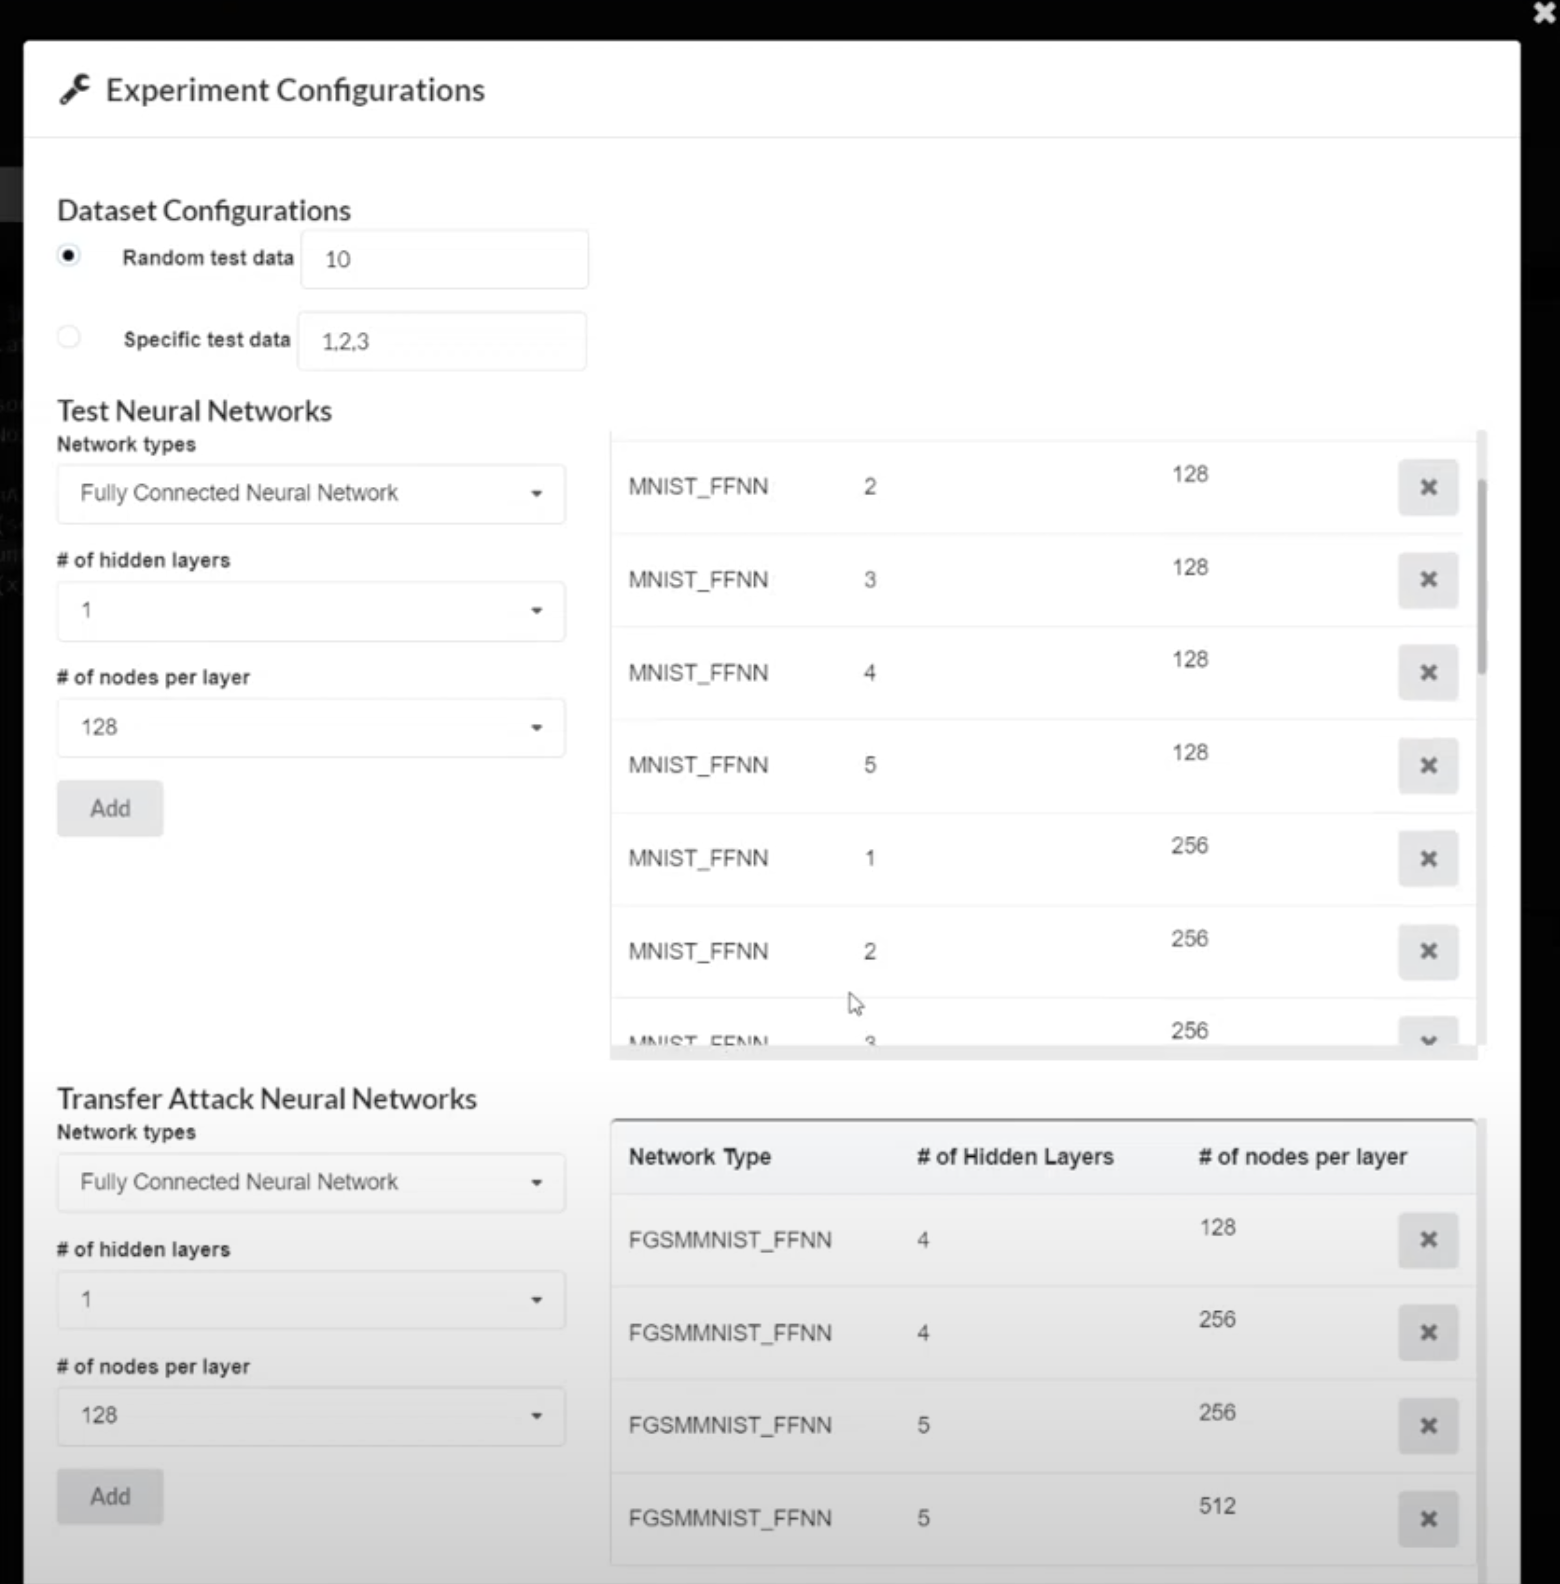 Experiment Configurations
Dataset Configurations
Random test data 10
Specific test data 1,2,3
Test Neural Networks
Network types
Fully Connected Neural Network
# of hidden layers
1
# of nodes per layer
128
Add
MNIST_FFNN 2 128
MNIST_FFNN 3 128
MNIST_FFNN 4 128
MNIST_FFNN 5 128
MNIST_FFNN 1 256
MNIST_FFNN 2 256
MNIST_FFNN 3 256
Transfer Attack Neural Networks
Network types
Fully Connected Neural Network
# of hidden layers
1
# of nodes per layer
128
Add
Network Type # of Hidden Layers # of nodes per layer
FGSMMNIST_FFNN 4 128
FGSMMNIST_FFNN 4 256
FGSMMNIST_FFNN 5 256
FGSMMNIST_FFNN 5 512